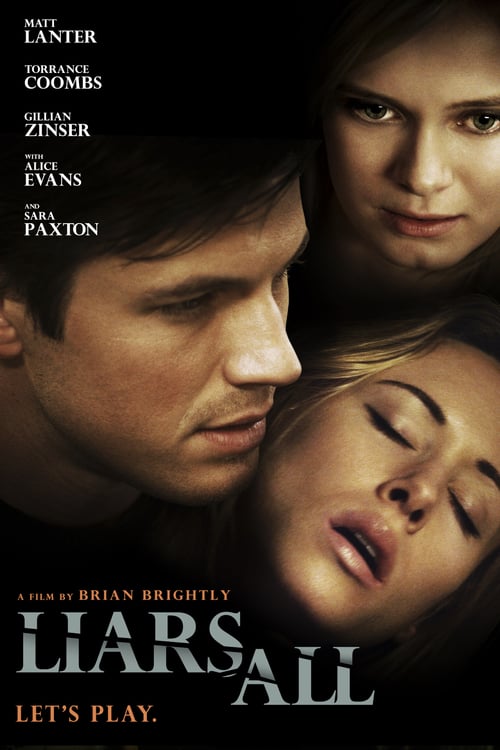 MATT
LANTER
TORRANCE
COOMBS
GILLIAN
ZINSER
WITH
ALICE
EVANS
AND
SARA
PAXTON
A FILM BY BRIAN BRIGHTLY
LIARS
ALL
LET'S PLAY.